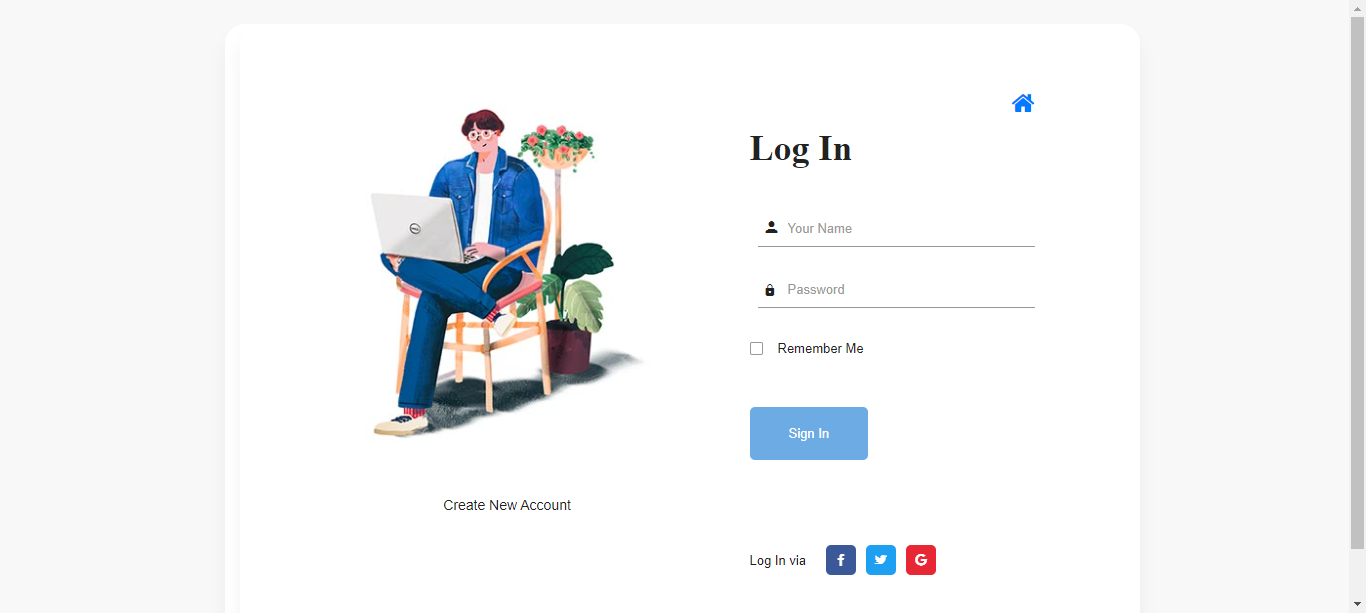 Log In
Your Name
Password
Remember Me
Sign In
Create New Account
Log In via